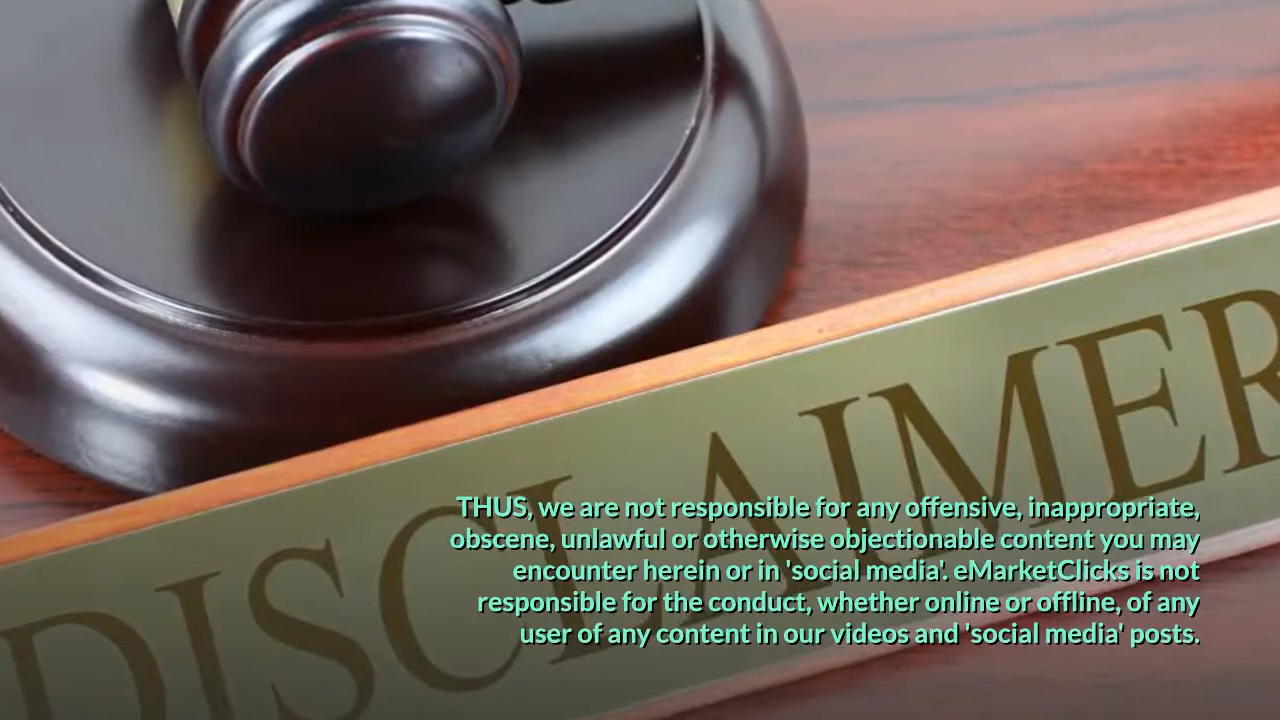 DISCLAIMER
THUS, we are not responsible for any offensive, inappropriate,
obscene, unlawful or otherwise objectionable content you may
encounter herein or in 'social media'. eMarketClicks is not
responsible for the conduct, whether online or offline, of any
user of any content in our videos and 'social media' posts.